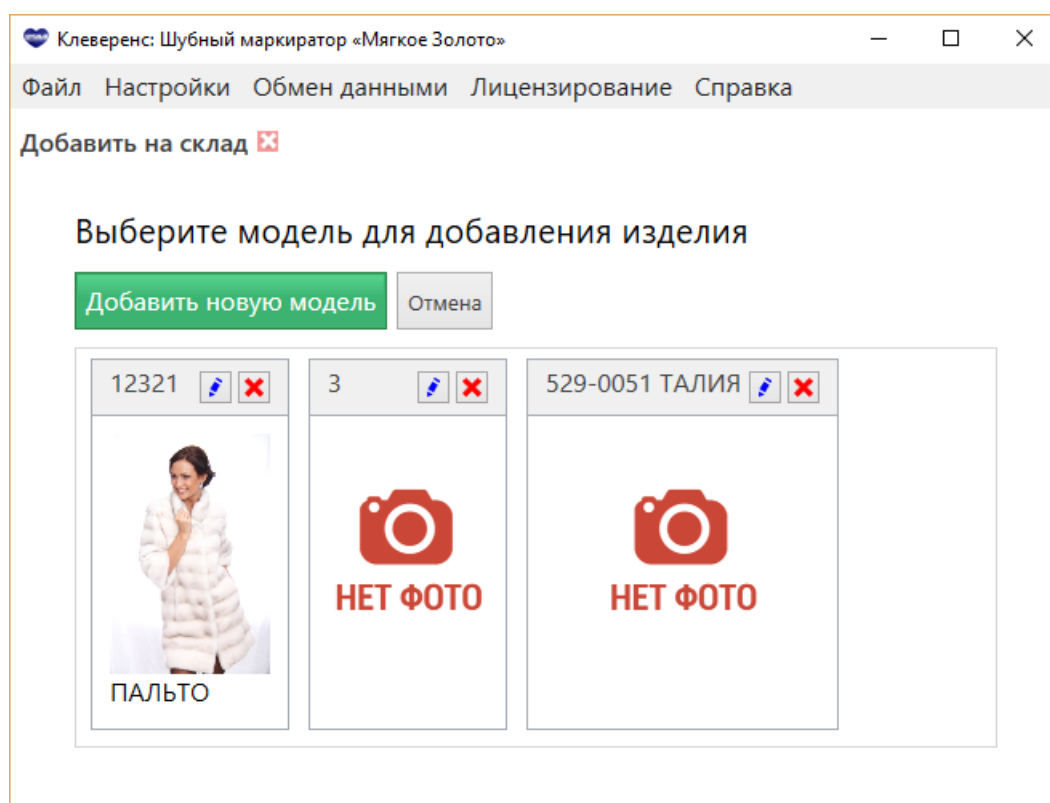 Клеверенс: Шубный маркиратор «Мягкое Золото»
Файл Настройки Обмен данными Лицензирование Справка
Добавить на склад
Выберите модель для добавления изделия
Добавить новую модель Отмена
12321 3 529-0051 ТАЛИЯ
НЕТ ФОТО НЕТ ФОТО
ПАЛЬТО